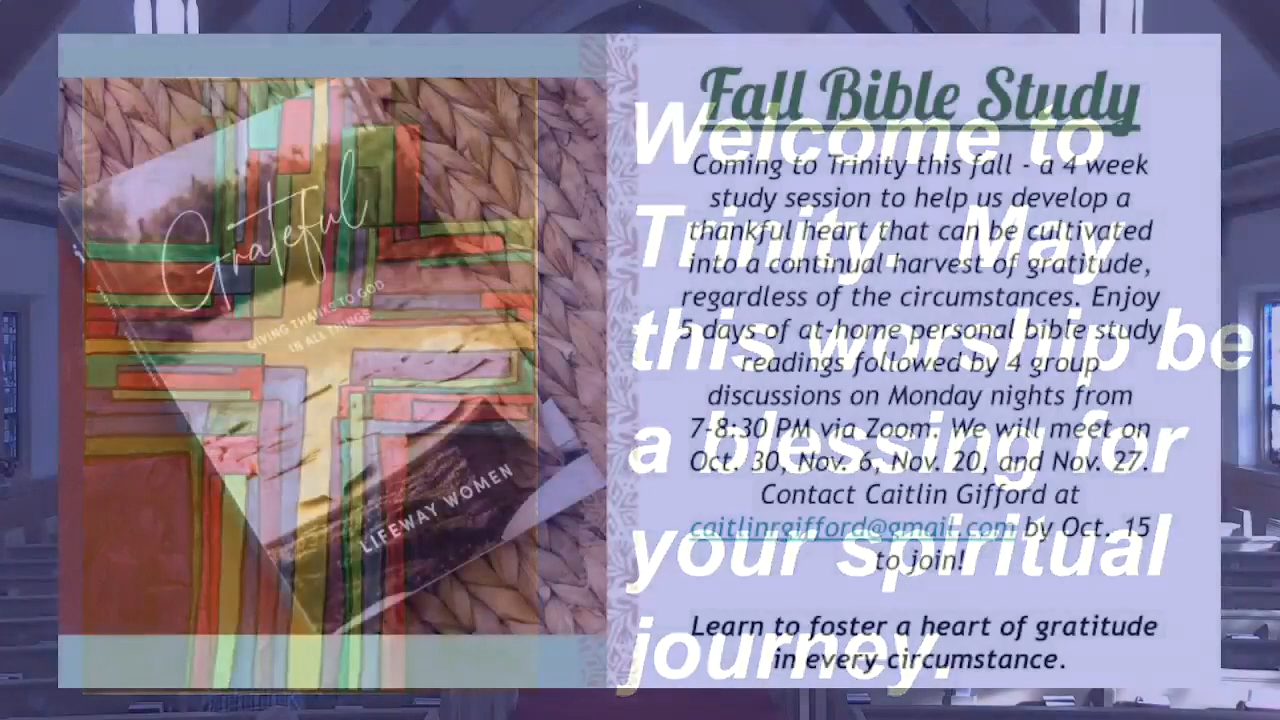 Grateful
GIVING THANKS TO GOD
IN ALL THINGS
LIFEWAY WOMEN
Fall Bible Study
Coming to Trinity this fall - a 4 week
study session to help us develop a
thankful heart that can be cultivated
into a continual harvest of gratitude,
regardless of the circumstances. Enjoy
5 days of at-home personal bible study
readings followed by 4 group
discussions on Monday nights from
7-8:30 PM via Zoom. We will meet on
Oct. 30, Nov. 6, Nov. 20, and Nov. 27.
Contact Caitlin Gifford at
caitlinrgifford@gmail.com by Oct. 15
to join!
Learn to foster a heart of gratitude
in every circumstance.
Welcome to
Trinity. May
this worship be
a blessing for
your spiritual
journey.